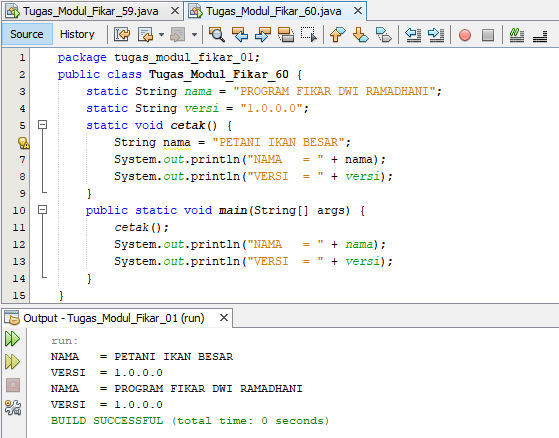 Tugas_Modul_Fikar_59.java × Tugas_Modul_Fikar_60.java ×
Source History
1 package tugas_modul_fikar_01;
2 public class Tugas_Modul_Fikar_60 {
3 static String nama = "PROGRAM FIKAR DWI RAMADHANI";
4 static String versi = "1.0.0.0";
5 static void cetak() {
String nama = "PETANI IKAN BESAR";
7 System.out.println("NAMA   = " + nama);
8 System.out.println("VERSI  = " + versi);
9 }
10 public static void main(String[] args) {
11 cetak();
12 System.out.println("NAMA   = " + nama);
13 System.out.println("VERSI  = " + versi);
14 }
15 }
Output - Tugas_Modul_Fikar_01 (run) ×
run:
NAMA   = PETANI IKAN BESAR
VERSI  = 1.0.0.0
NAMA   = PROGRAM FIKAR DWI RAMADHANI
VERSI  = 1.0.0.0
BUILD SUCCESSFUL (total time: 0 seconds)